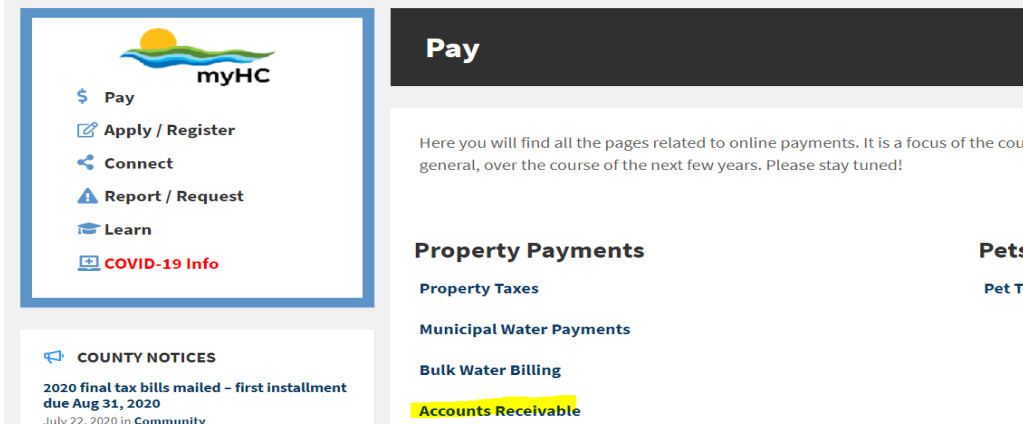 myHC
Pay
Apply / Register
Connect
Report / Request
Learn
COVID-19 Info
COUNTY NOTICES
2020 final tax bills mailed – first installment
due Aug 31, 2020
July 22, 2020 in Community
Pay
Here you will find all the pages related to online payments. It is a focus of the
general, over the course of the next few years. Please stay tuned!
Property Payments
Property Taxes
Municipal Water Payments
Bulk Water Billing
Accounts Receivable
Pets
Pet